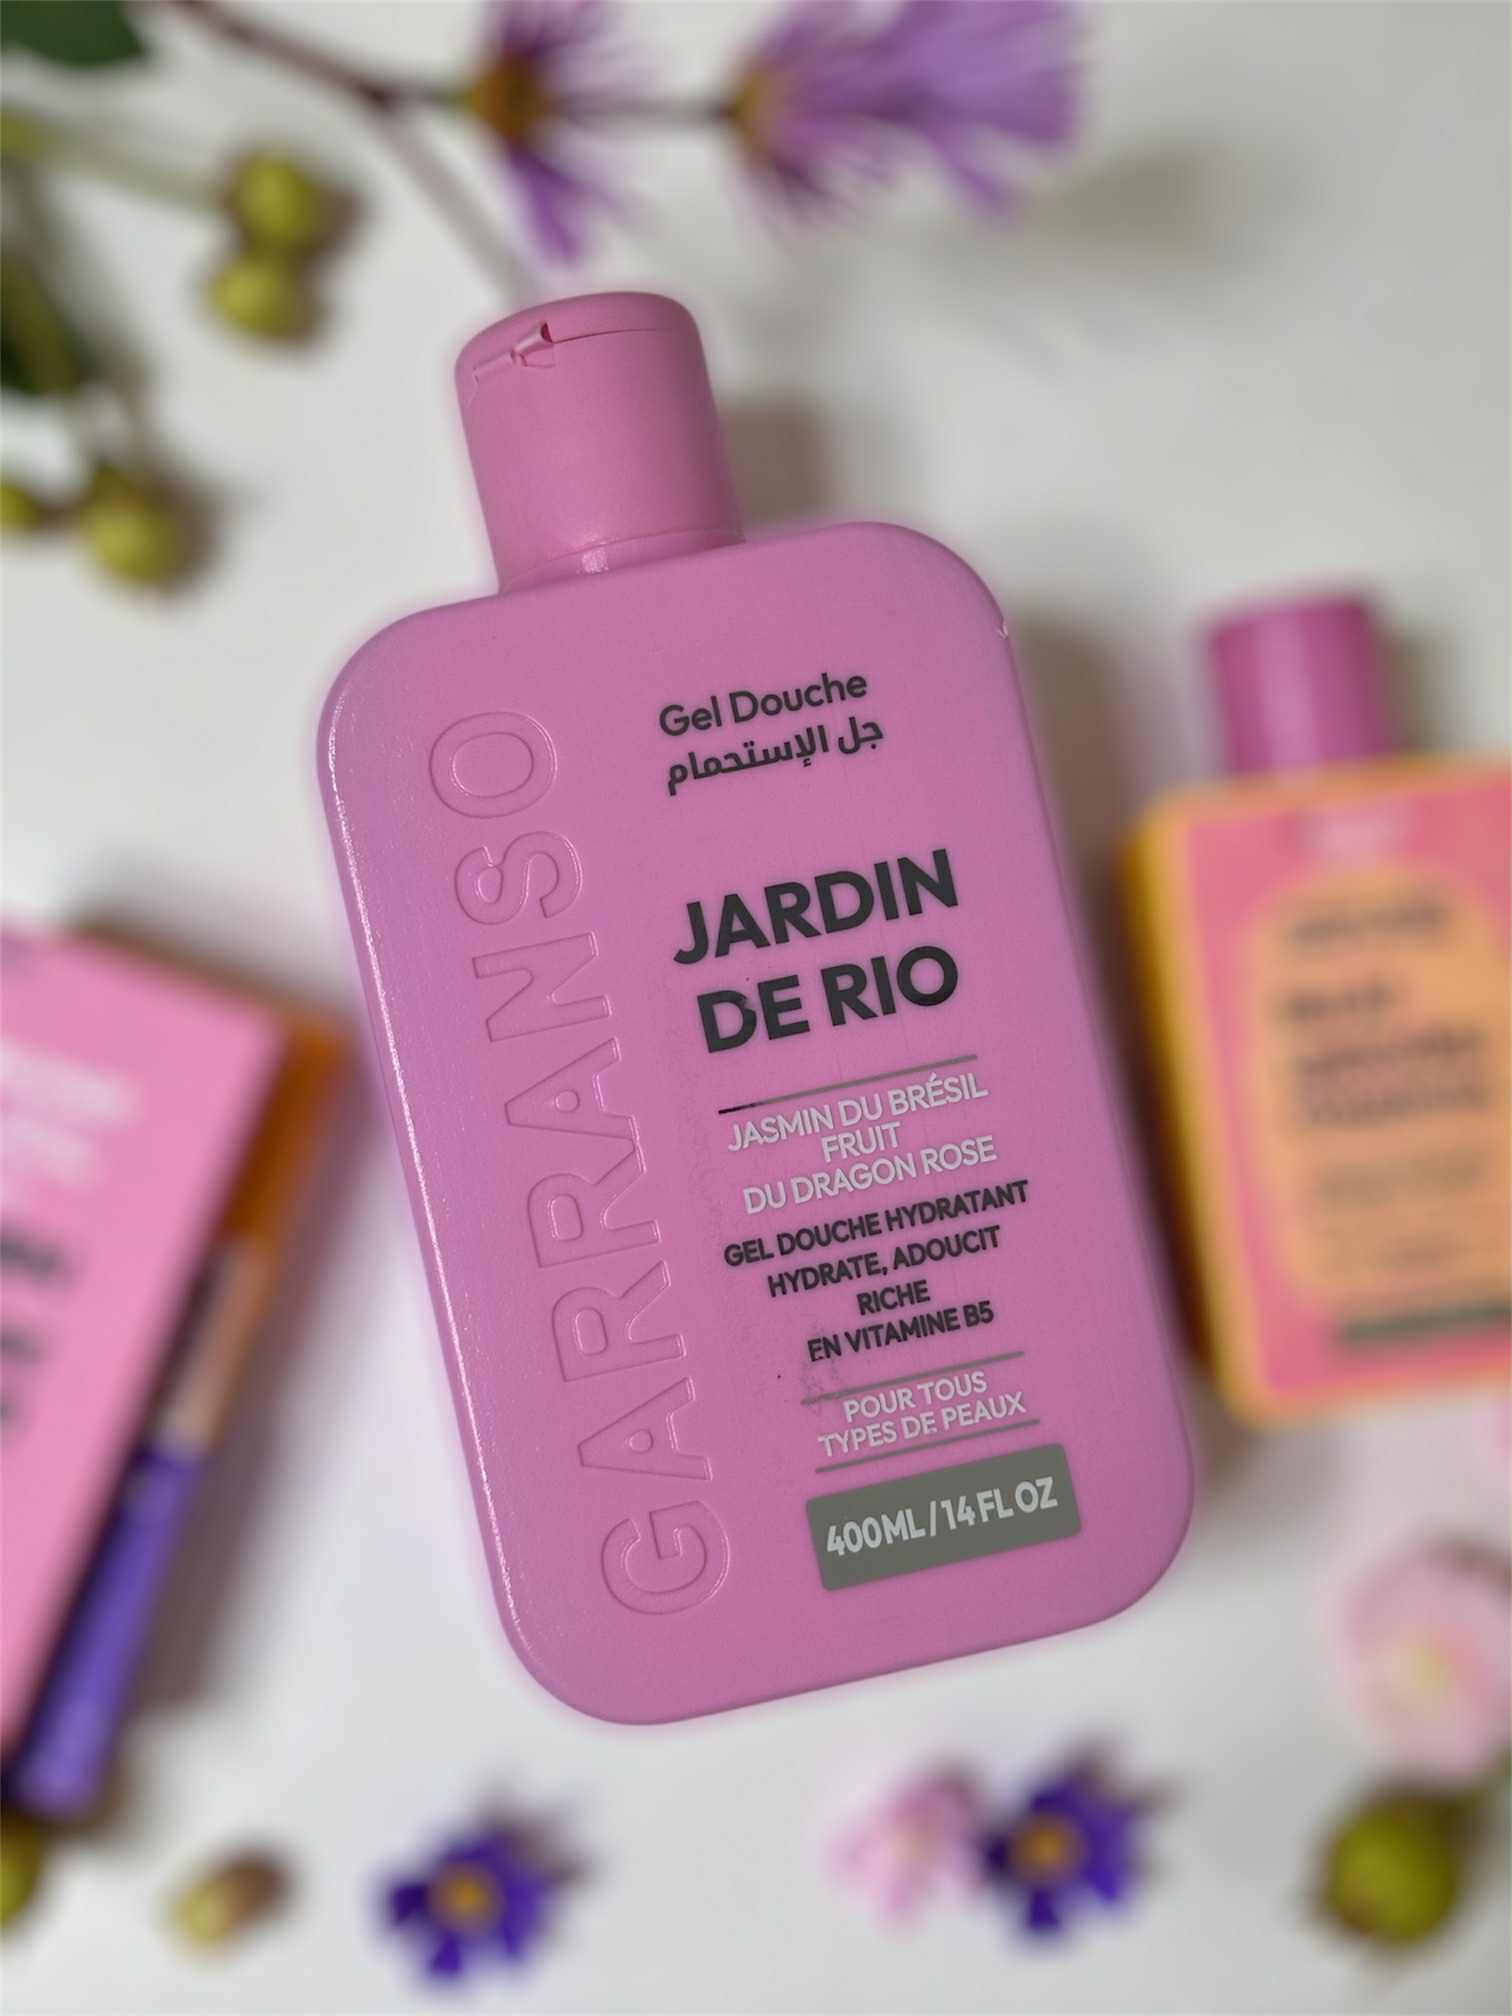 GARRANSO
Gel Douche
جل الإستحمام
JARDIN
DE RIO
JASMIN DU BRÉSIL
FRUIT
DU DRAGON ROSE
GEL DOUCHE HYDRATANT
HYDRATE, ADOUCIT
RICHE
EN VITAMINE B5
POUR TOUS
TYPES DE PEAUX
400ML/14 FL OZ